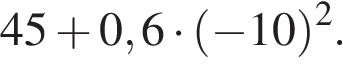 45 + 0,6 · (−10)².